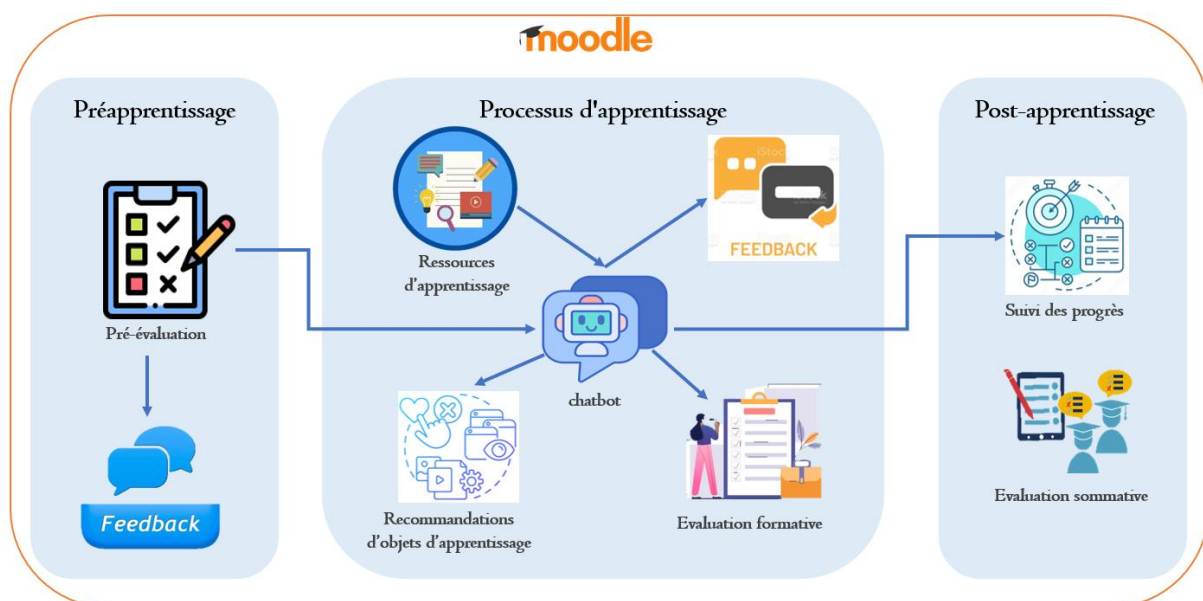 moodle
Préapprentissage
Pré-évaluation
Feedback
Processus d'apprentissage
Ressources
d'apprentissage
iStock
FEEDBACK
chatbot
Recommandations
d'objets d'apprentissage
Evaluation formative
Post-apprentissage
Suivi des progrès
Evaluation sommative